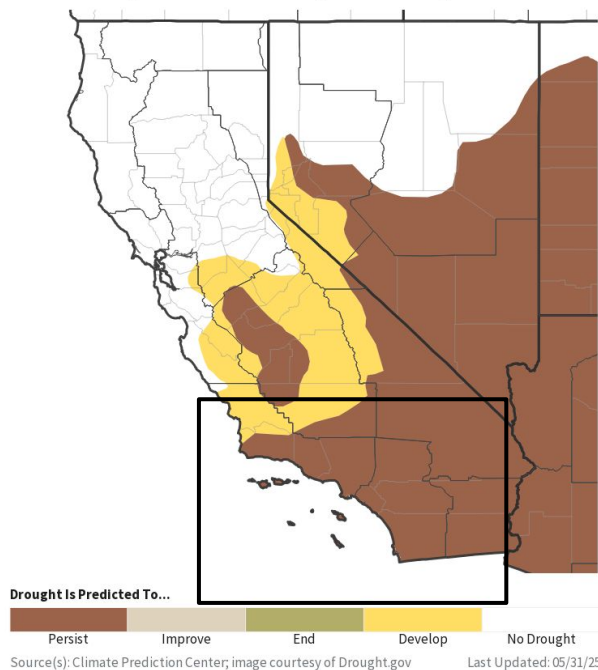 Drought Is Predicted To...
Persist Improve End Develop No Drought
Source(s): Climate Prediction Center; image courtesy of Drought.gov Last Updated: 05/31/25